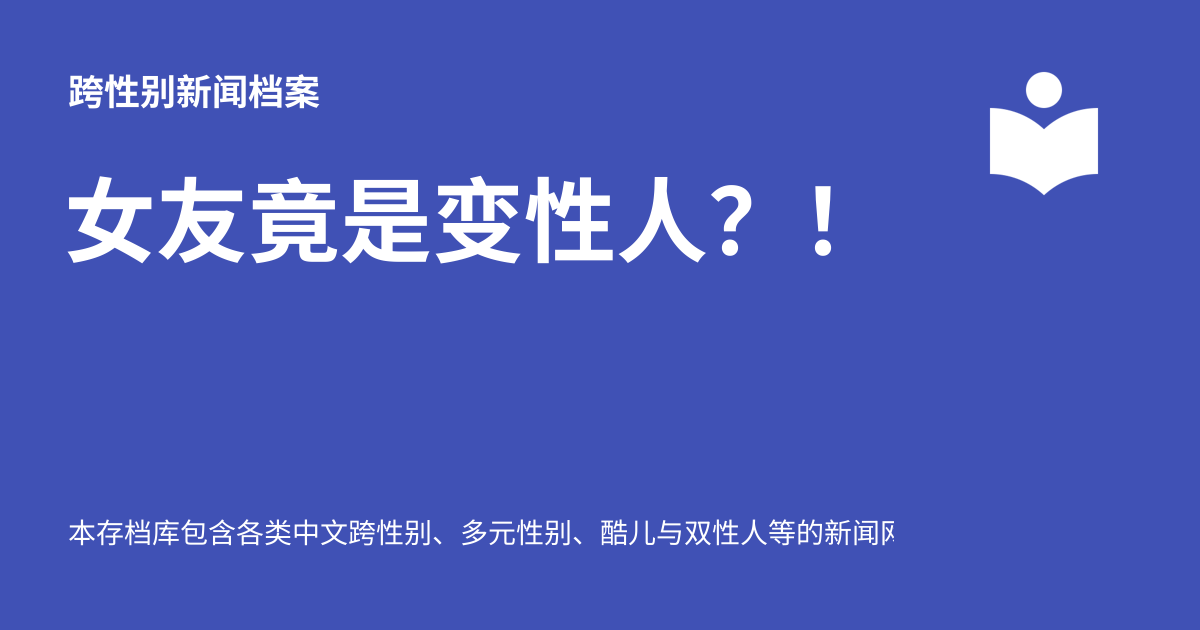 跨性别新闻档案
女友竟是变性人？！
本存档库包含各类中文跨性别、多元性别、酷儿与双性人等的新闻网